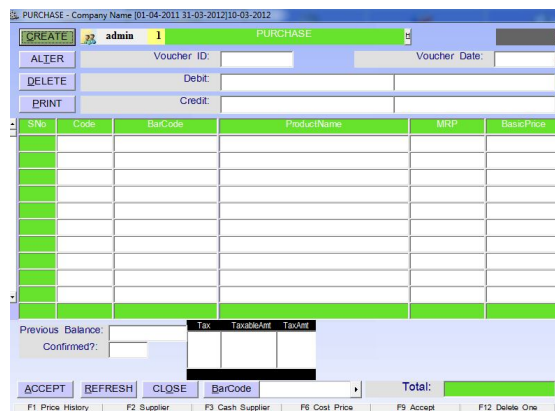 PURCHASE - Company Name [01-04-2011 31-03-2012]10-03-2012
CREATE admin 1 PURCHASE
ALTER Voucher ID: Voucher Date:
DELETE Debit:
PRINT Credit:
SNo Code BarCode ProductName MRP BasicPrice
Previous Balance: Tax TaxableAmt TaxAmt
Confirmed?:
ACCEPT REFRESH CLOSE BarCode Total:
F1 Price History F2 Supplier F3 Cash Supplier F6 Cost Price F9 Accept F12 Delete One